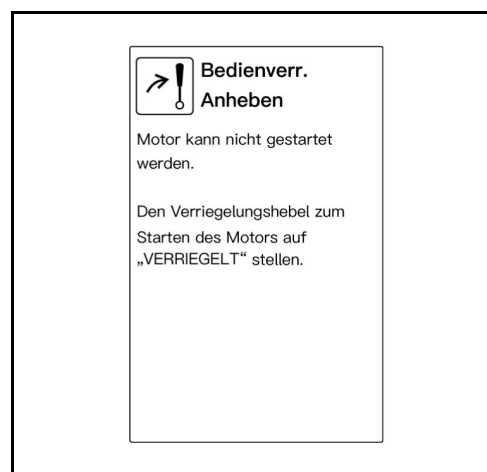 Bedienverr.
Anheben
Motor kann nicht gestartet
werden.
Den Verriegelungshebel zum
Starten des Motors auf
„VERRIEGELT“ stellen.